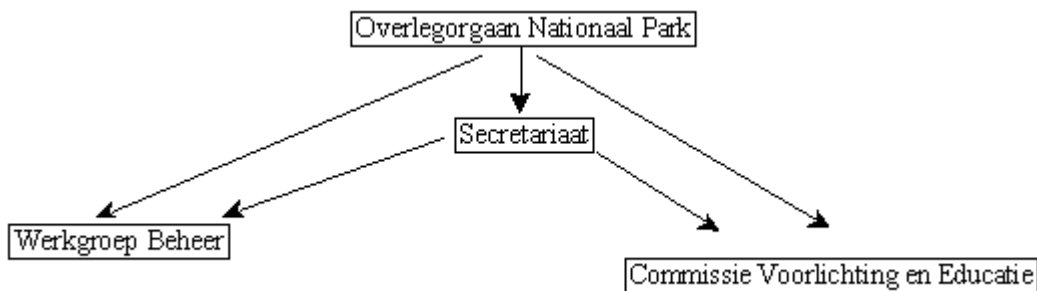 Overlegorgaan Nationaal Park
Secretariaat
Werkgroep Beheer
Commissie Voorlichting en Educatie